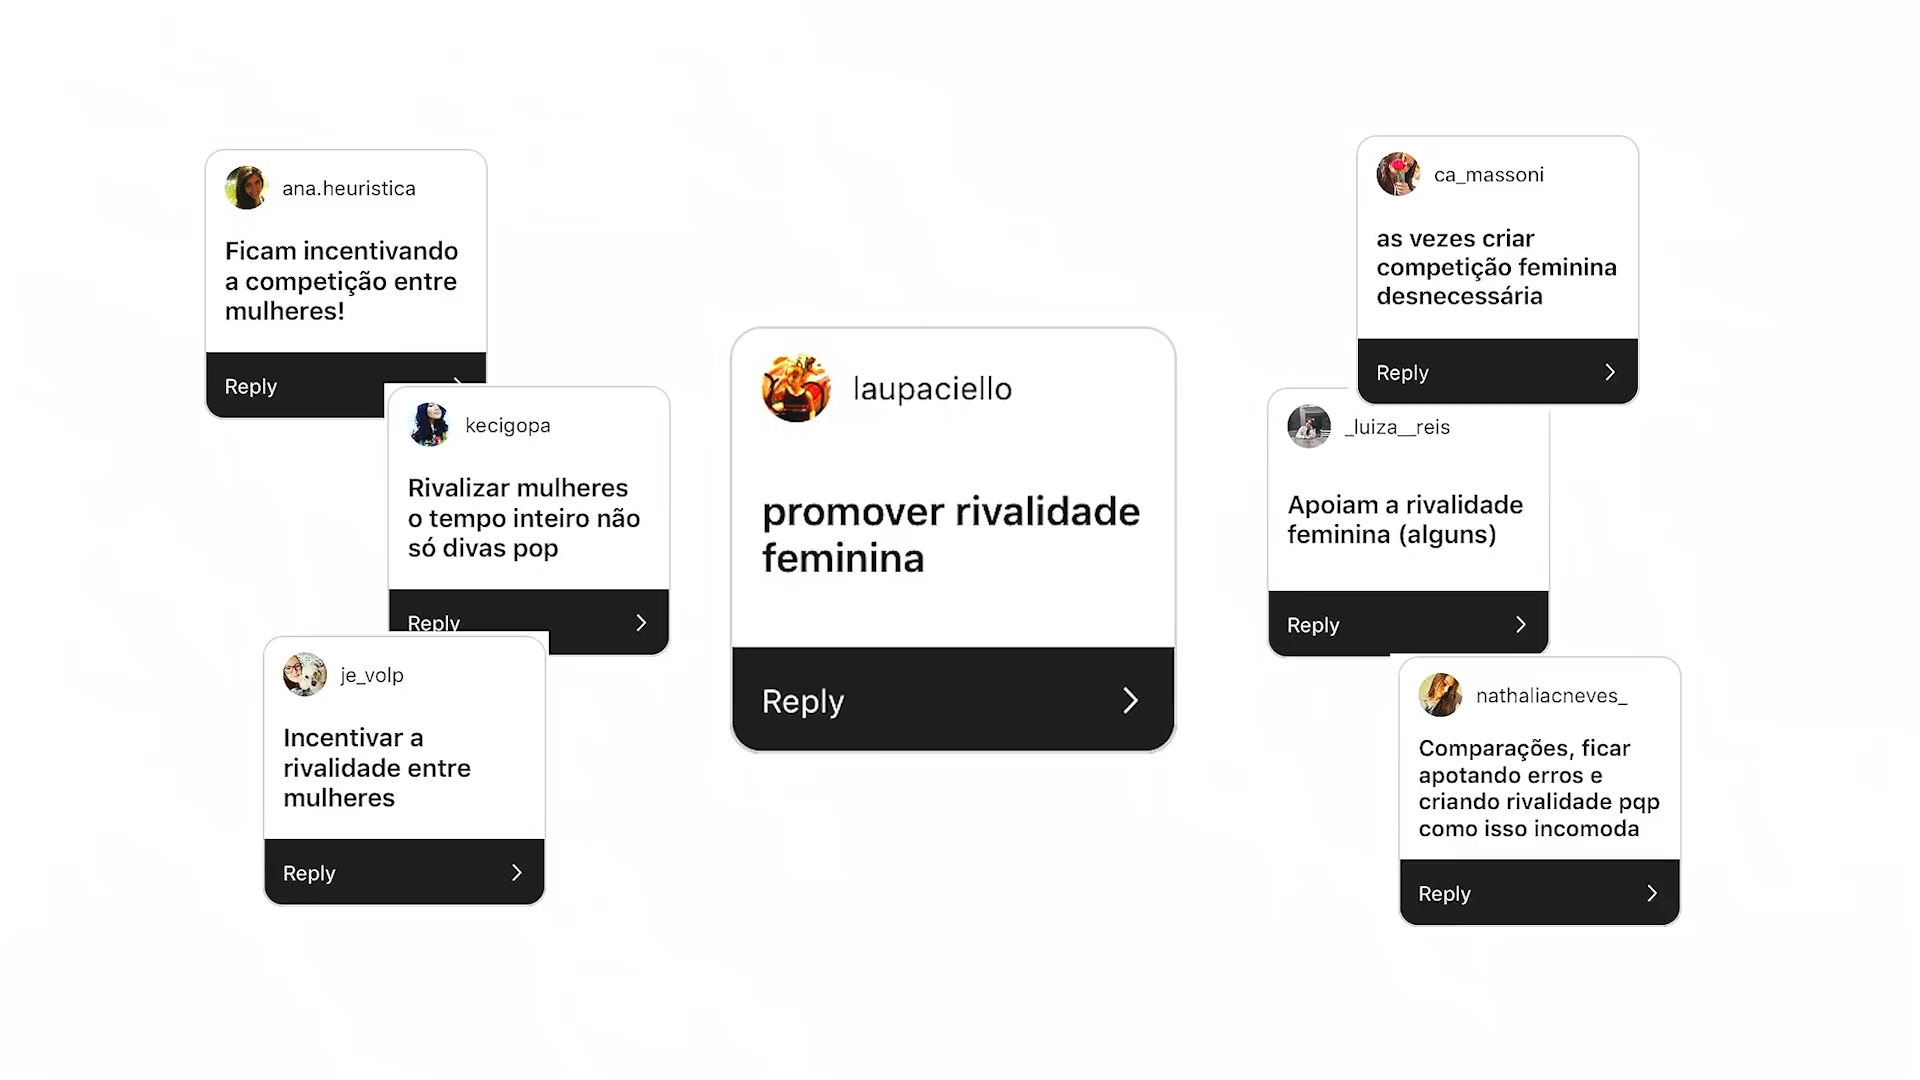 ana.heuristica
Ficam incentivando
a competição entre
mulheres!
Reply
kecigopa
Rivalizar mulheres
o tempo inteiro não
só divas pop
Reply
je_volp
Incentivar a
rivalidade entre
mulheres
Reply
laupaciello
promover rivalidade
feminina
Reply
ca_massoni
as vezes criar
competição feminina
desnecessária
Reply
_luiza__reis
Apoiam a rivalidade
feminina (alguns)
Reply
nathaliacneves_
Comparações, ficar
apotando erros e
criando rivalidade pqp
como isso incomoda
Reply